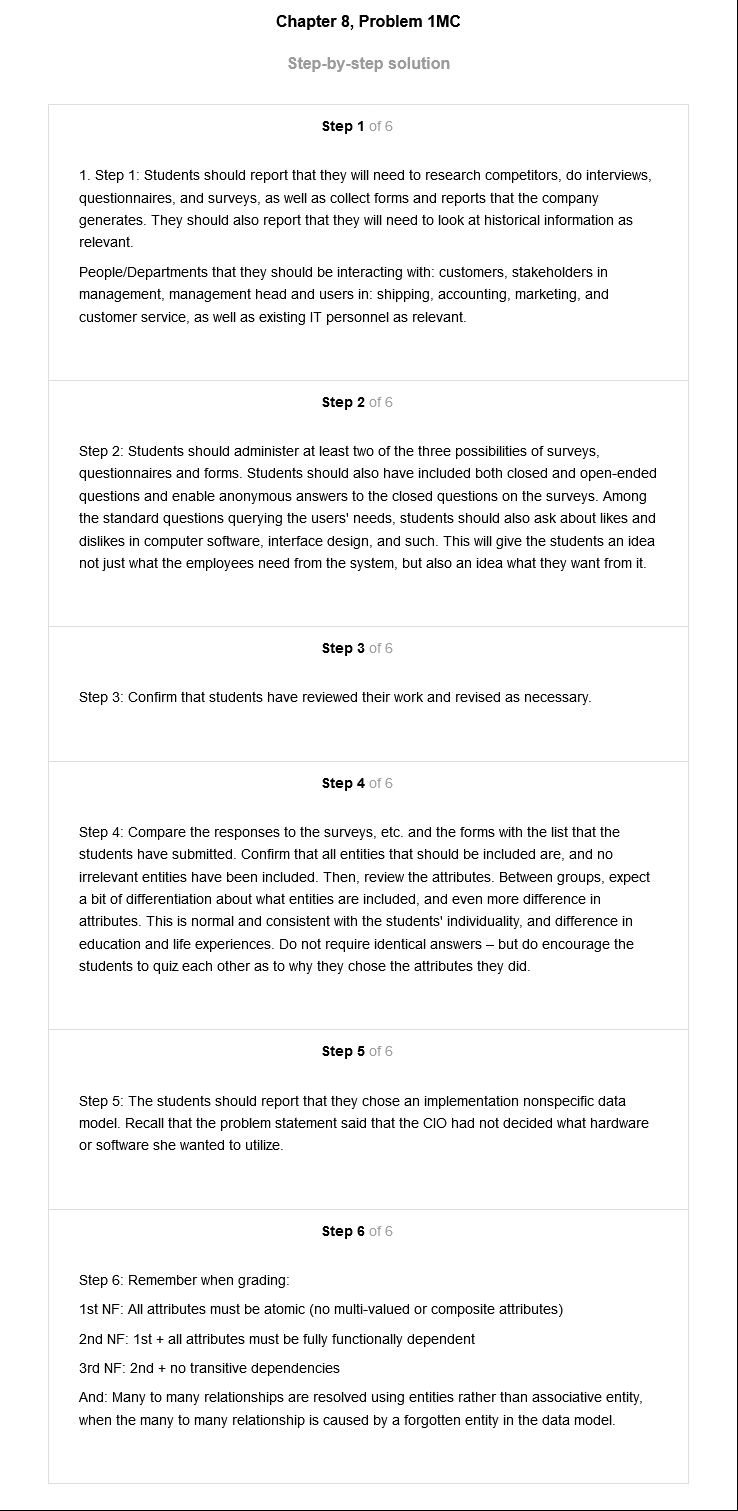 Chapter 8, Problem 1MC
Step-by-step solution
Step 1 of 6
1. Step 1: Students should report that they will need to research competitors, do interviews,
questionnaires, and surveys, as well as collect forms and reports that the company
generates. They should also report that they will need to look at historical information as
relevant.
People/Departments that they should be interacting with: customers, stakeholders in
management, management head and users in: shipping, accounting, marketing, and
customer service, as well as existing IT personnel as relevant.
Step 2 of 6
Step 2: Students should administer at least two of the three possibilities of surveys,
questionnaires and forms. Students should also have included both closed and open-ended
questions and enable anonymous answers to the closed questions on the surveys. Among
the standard questions querying the users' needs, students should also ask about likes and
dislikes in computer software, interface design, and such. This will give the students an idea
not just what the employees need from the system, but also an idea what they want from it.
Step 3 of 6
Step 3: Confirm that students have reviewed their work and revised as necessary.
Step 4 of 6
Step 4: Compare the responses to the surveys, etc. and the forms with the list that the
students have submitted. Confirm that all entities that should be included are, and no
irrelevant entities have been included. Then, review the attributes. Between groups, expect
a bit of differentiation about what entities are included, and even more difference in
attributes. This is normal and consistent with the students' individuality, and difference in
education and life experiences. Do not require identical answers – but do encourage the
students to quiz each other as to why they chose the attributes they did.
Step 5 of 6
Step 5: The students should report that they chose an implementation nonspecific data
model. Recall that the problem statement said that the CIO had not decided what hardware
or software she wanted to utilize.
Step 6 of 6
Step 6: Remember when grading:
1st NF: All attributes must be atomic (no multi-valued or composite attributes)
2nd NF: 1st + all attributes must be fully functionally dependent
3rd NF: 2nd + no transitive dependencies
And: Many to many relationships are resolved using entities rather than associative entity,
when the many to many relationship is caused by a forgotten entity in the data model.